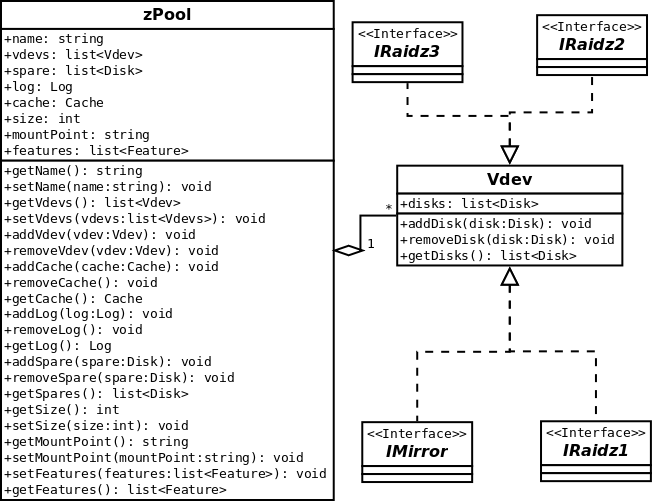 zPool
+name: string
+vdevs: list<Vdev>
+spare: list<Disk>
+log: Log
+cache: Cache
+size: int
+mountPoint: string
+features: list<Feature>
+getName(): string
+setName(name:string): void
+getVdevs(): list<Vdev>
+setVdevs(vdevs:list<Vdevs>): void
+addVdev(vdev:Vdev): void
+removeVdev(vdev:Vdev): void
+addCache(cache:Cache): void
+removeCache(): void
+getCache(): Cache
+addLog(log:Log): void
+removeLog(): void
+getLog(): Log
+addSpare(spare:Disk): void
+removeSpare(spare:Disk): void
+getSpares(): list<Disk>
+getSize(): int
+setSize(size:int): void
+getMountPoint(): string
+setMountPoint(mountPoint:string): void
+setFeatures(features:list<Feature>): void
+getFeatures(): list<Feature>
<<Interface>>
IRaidz3
<<Interface>>
IRaidz2
*
1
Vdev
+disks: list<Disk>
+addDisk(disk:Disk): void
+removeDisk(disk:Disk): void
+getDisks(): list<Disk>
<<Interface>>
IMirror
<<Interface>>
IRaidz1